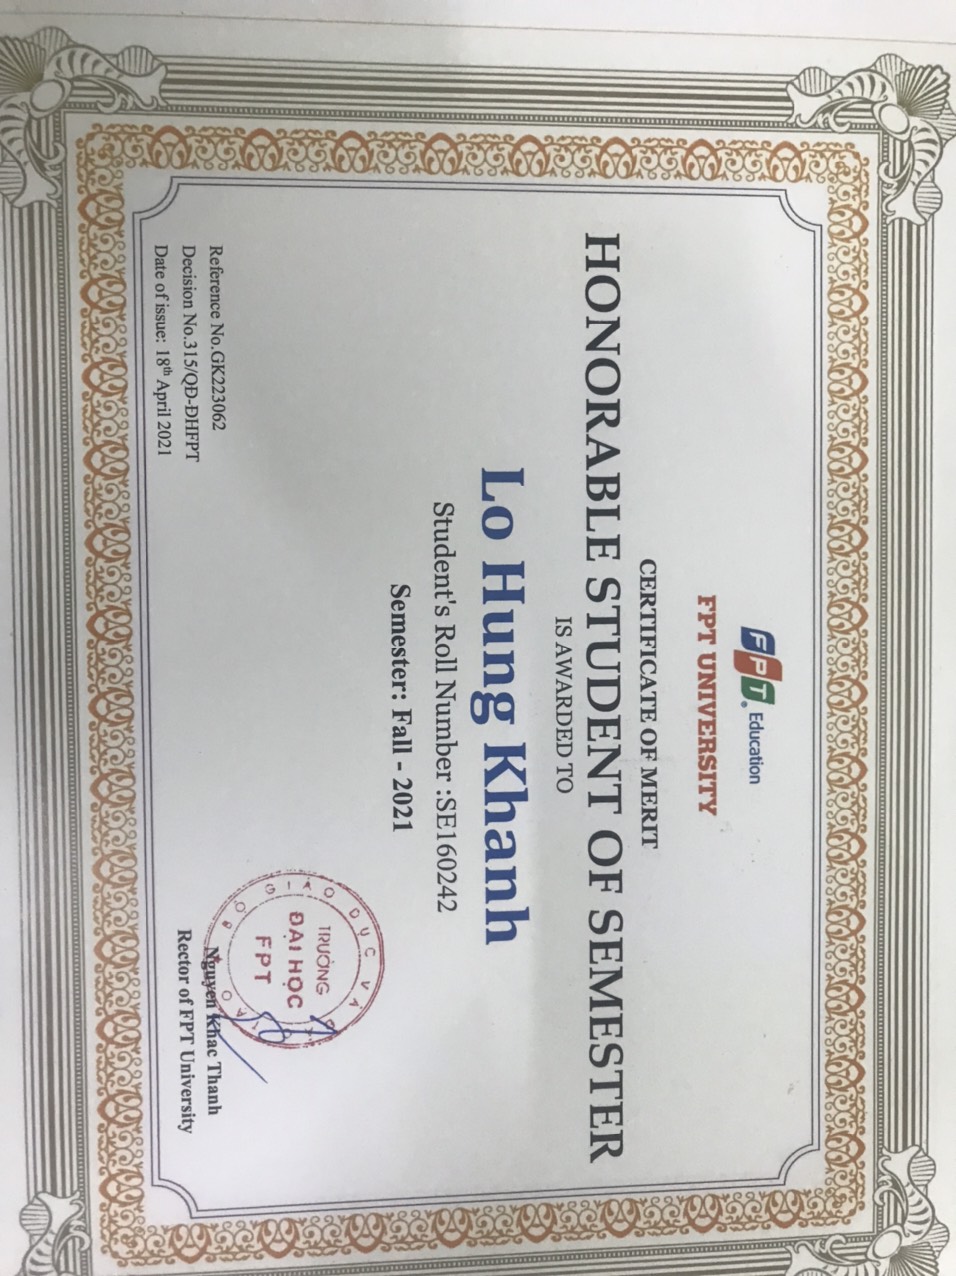 FPT. Education
FPT UNIVERSITY
CERTIFICATE OF MERIT
HONORABLE STUDENT OF SEMESTER
IS AWARDED TO
Lo Hung Khanh
Student's Roll Number :SE160242
Semester: Fall - 2021
BỘ GIÁO DỤC VÀ ĐÀO TẠO
TRƯỜNG
ĐẠI HỌC
FPT
Reference No.GK223062
Decision No.315/QĐ-ĐHFPT
Date of issue: 18th April 2021
Nguyen Khac Thanh
Rector of FPT University